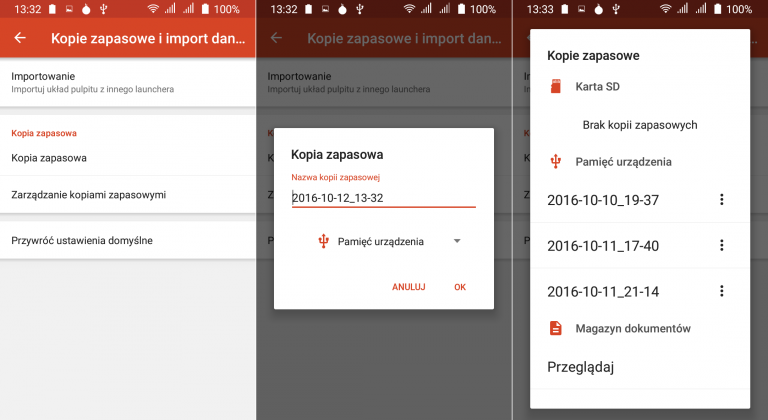 13:32
100%
Kopie zapasowe i import dan...
Importowanie
Importuj układ pulpitu z innego launchera
Kopia zapasowa
Kopia zapasowa
Zarządzanie kopiami zapasowymi
Przywróć ustawienia domyślne
13:32
100%
Kopie zapasowe i import dan...
Importowanie
Importuj układ pulpitu z innego launchera
K
K
Z
P
Kopia zapasowa
Nazwa kopii zapasowej
2016-10-12_13-32
Pamięć urządzenia
ANULUJ
OK
13:33
100%
Kopie zapasowe
Karta SD
Brak kopii zapasowych
Pamięć urządzenia
2016-10-10_19-37
2016-10-11_17-40
2016-10-11_21-14
Magazyn dokumentów
Przeglądaj